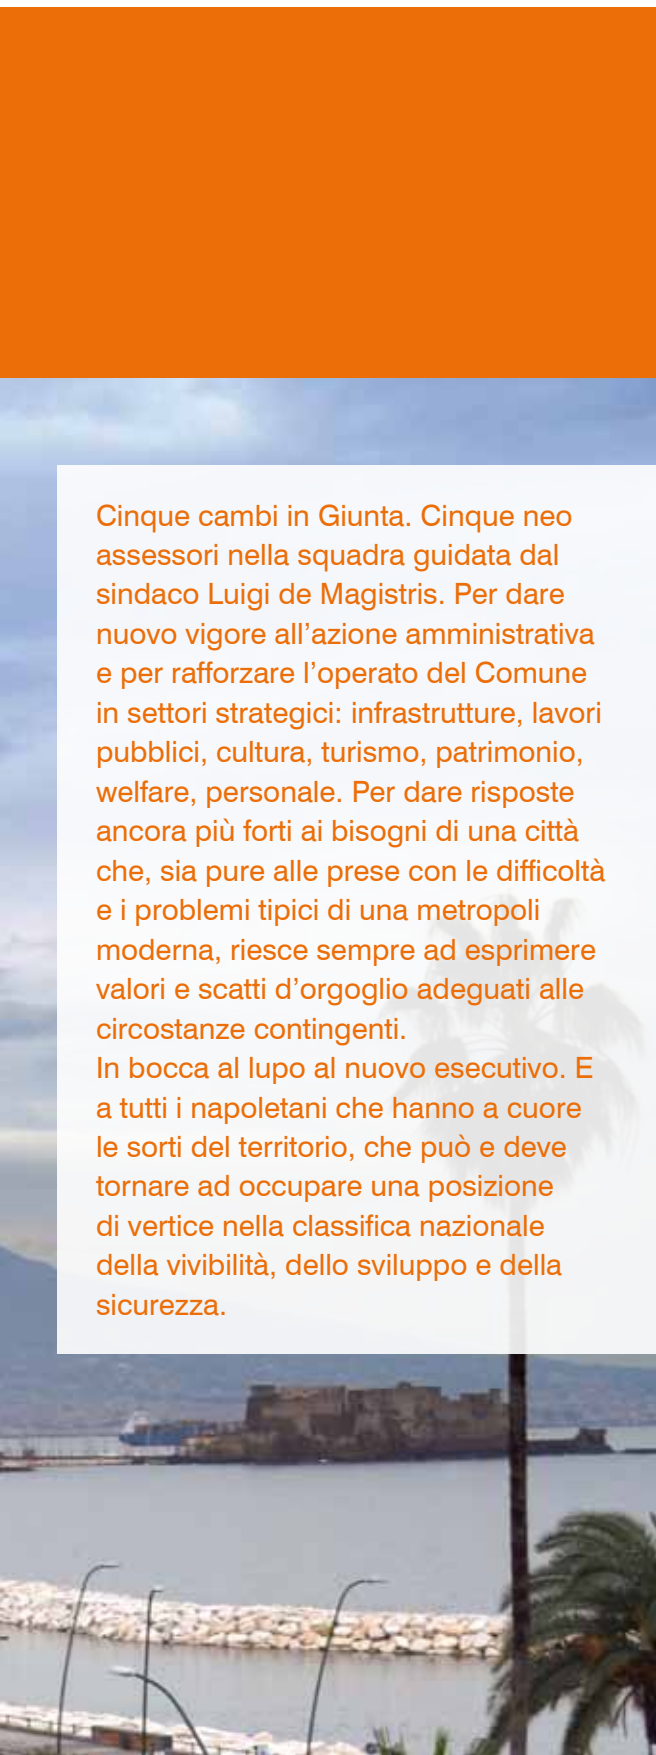 Cinque cambi in Giunta. Cinque neo
assessori nella squadra guidata dal
sindaco Luigi de Magistris. Per dare
nuovo vigore all’azione amministrativa
e per rafforzare l’operato del Comune
in settori strategici: infrastrutture, lavori
pubblici, cultura, turismo, patrimonio,
welfare, personale. Per dare risposte
ancora più forti ai bisogni di una città
che, sia pure alle prese con le difficoltà
e i problemi tipici di una metropoli
moderna, riesce sempre ad esprimere
valori e scatti d’orgoglio adeguati alle
circostanze contingenti.
In bocca al lupo al nuovo esecutivo. E
a tutti i napoletani che hanno a cuore
le sorti del territorio, che può e deve
tornare ad occupare una posizione
di vertice nella classifica nazionale
della vivibilità, dello sviluppo e della
sicurezza.